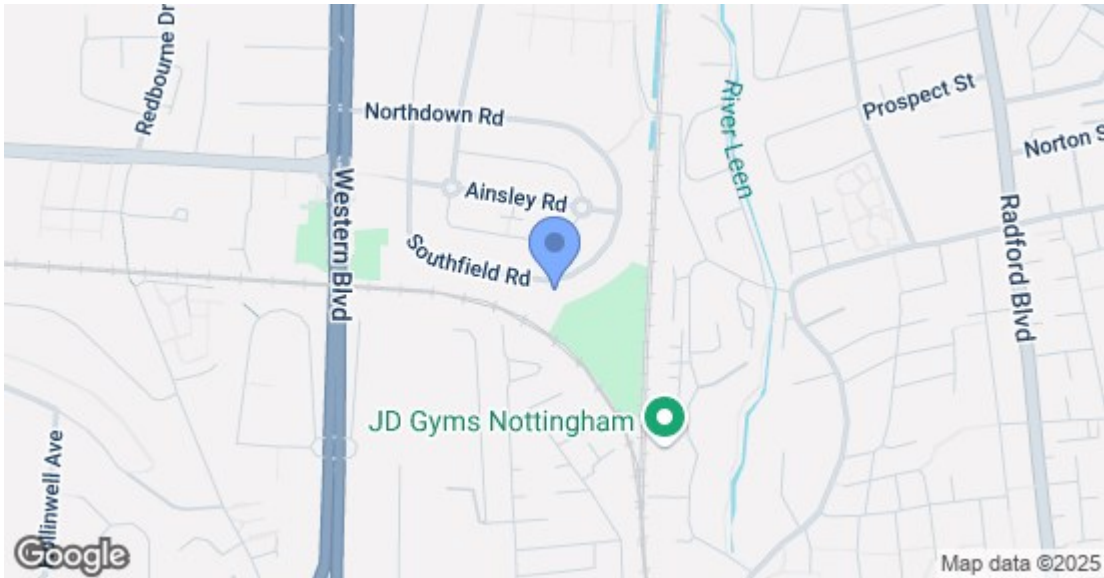 Redbourne Dr
Northdown Rd
Prospect St
River Leen
Norton S
Ainsley Rd
Western Blvd
Radford Blvd
Southfield Rd
JD Gyms Nottingham
ollinwell Ave
Google
Map data ©2025